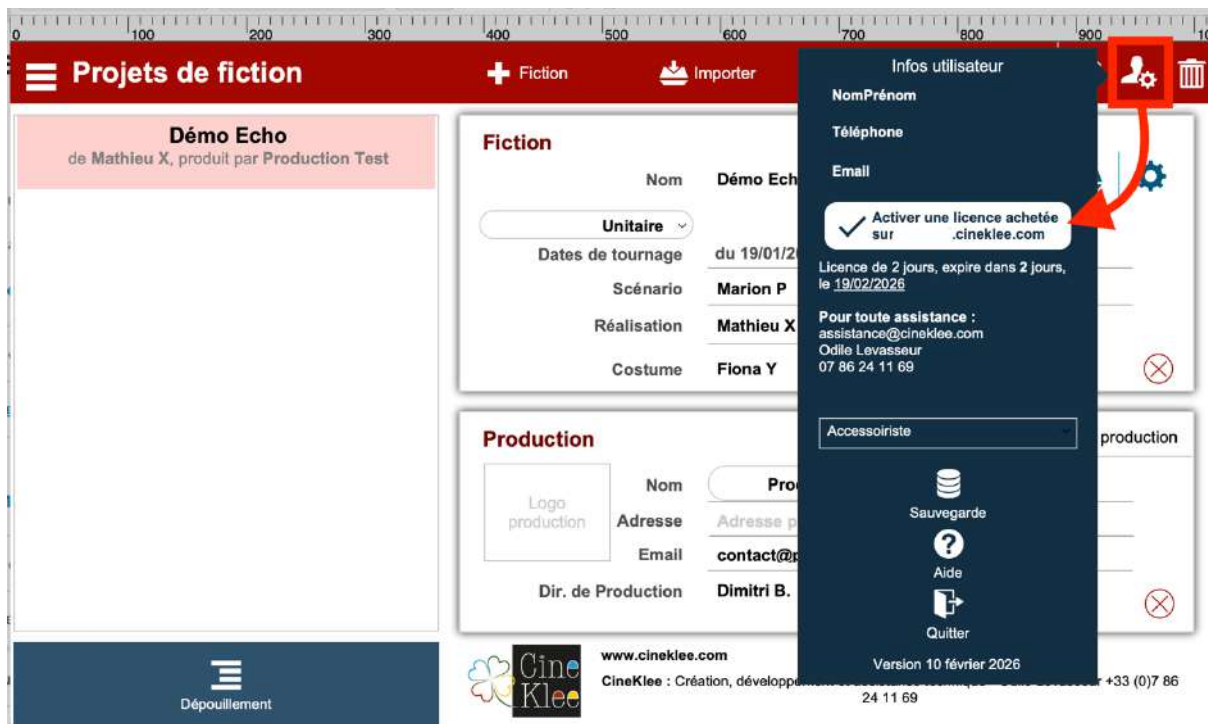 0 100 200 300 400 500 600 700 800 900
Projets de fiction
Fiction
Importer
Démo Echo
de Mathieu X, produit par Production Test
Fiction
Nom Démo Ech
Unitaire
Dates de tournage du 19/01/2
Scénario Marion P
Réalisation Mathieu X
Costume Fiona Y
Production
production
Logo
production
Nom Pro
Adresse Adresse p
Email contact@p
Dir. de Production Dimitri B.
Infos utilisateur
NomPrénom
Téléphone
Email
Activer une licence achetée
sur .cineklee.com
Licence de 2 jours, expire dans 2 jours,
le 19/02/2026
Pour toute assistance :
assistance@cineklee.com
Odile Levasseur
07 86 24 11 69
Accessoiriste
Sauvegarde
Aide
Quitter
Version 10 février 2026
Dépouillement
Cine
Klee
www.cineklee.com
CineKlee : Création, développe +33 (0)7 86
24 11 69